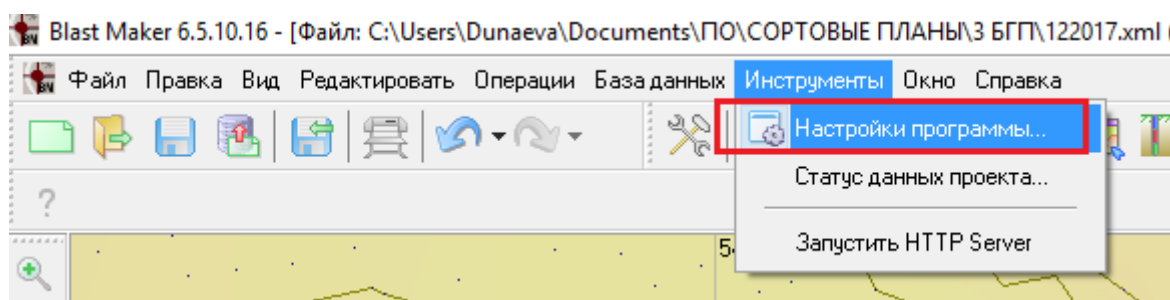 Blast Maker 6.5.10.16 - [Файл: C:\Users\Dunaeva\Documents\ПО\СОРТОВЫЕ ПЛАНЫ\3 БГП\122017.xml (
Файл Правка Вид Редактировать Операции База данных Инструменты Окно Справка
Настройки программы...
Статус данных проекта...
?
Запустить HTTP Server